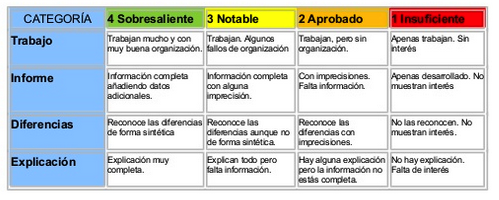 CATEGORÍA
4 Sobresaliente
3 Notable
2 Aprobado
1 Insuficiente
Trabajo
Trabajan mucho y con
muy buena organización.
Trabajan. Algunos
fallos de organización
Trabajan, pero sin
organización.
Apenas trabajan. Sin
interés
Informe
Información completa
añadiendo datos
adicionales.
Información completa
con alguna
imprecisión.
Con imprecisiones.
Falta información.
Apenas desarrollado. No
muestran interés
Diferencias
Reconoce las diferencias
de forma sintética
Reconoce las
diferencias aunque no
de forma sintética.
Reconoce las
diferencias con
imprecisiones.
No las reconocen. No
muestran interés.
Explicación
Explicación muy
completa.
Explican todo pero
falta información.
Hay alguna explicación
pero la información no
estás completa.
No hay explicación.
Falta de interés